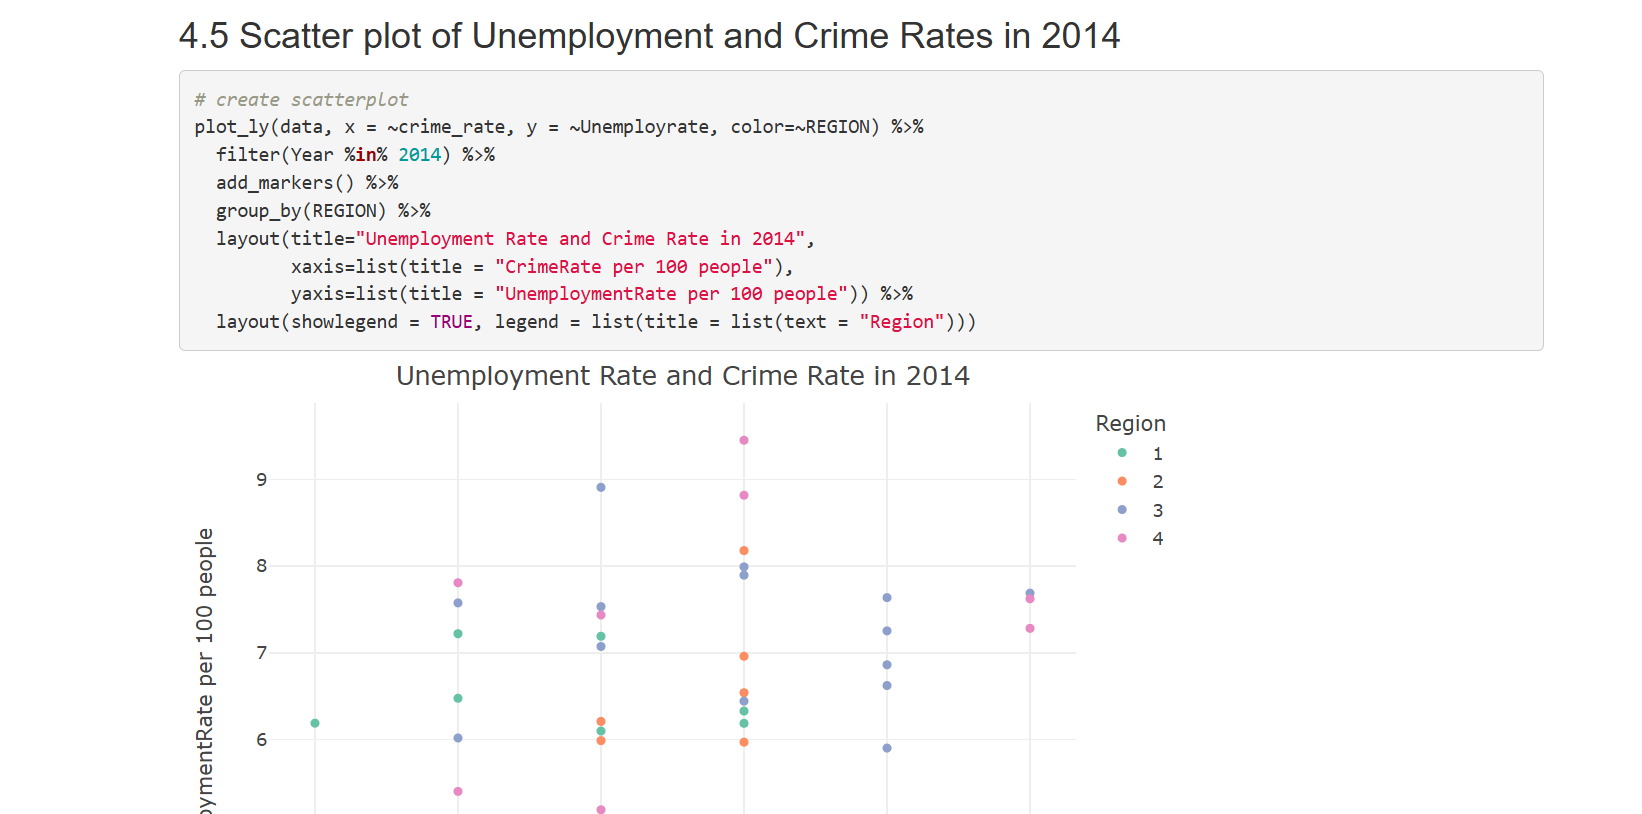 4.5 Scatter plot of Unemployment and Crime Rates in 2014
# create scatterplot
plot_ly(data, x = ~crime_rate, y = ~Unemployrate, color=~REGION) %>%
  filter(Year %in% 2014) %>%
  add_markers() %>%
  group_by(REGION) %>%
  layout(title="Unemployment Rate and Crime Rate in 2014",
         xaxis=list(title = "CrimeRate per 100 people"),
         yaxis=list(title = "UnemploymentRate per 100 people")) %>%
  layout(showlegend = TRUE, legend = list(title = list(text = "Region")))
Unemployment Rate and Crime Rate in 2014
Region
1
2
3
4
9
8
7
6
oymentRate per 100 people